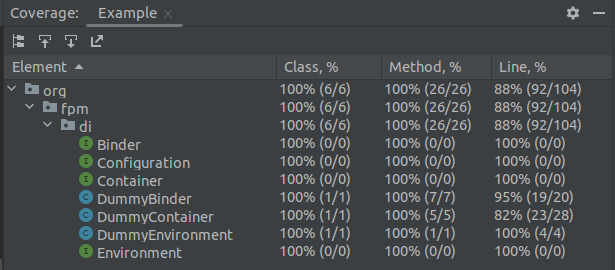 Coverage: Example
Element Class, % Method, % Line, %
org 100% (6/6) 100% (26/26) 88% (92/104)
fpm 100% (6/6) 100% (26/26) 88% (92/104)
di 100% (6/6) 100% (26/26) 88% (92/104)
I Binder 100% (0/0) 100% (0/0) 100% (0/0)
I Configuration 100% (0/0) 100% (0/0) 100% (0/0)
I Container 100% (0/0) 100% (0/0) 100% (0/0)
C DummyBinder 100% (1/1) 100% (7/7) 95% (19/20)
C DummyContainer 100% (1/1) 100% (5/5) 82% (23/28)
C DummyEnvironment 100% (1/1) 100% (1/1) 100% (4/4)
I Environment 100% (0/0) 100% (0/0) 100% (0/0)